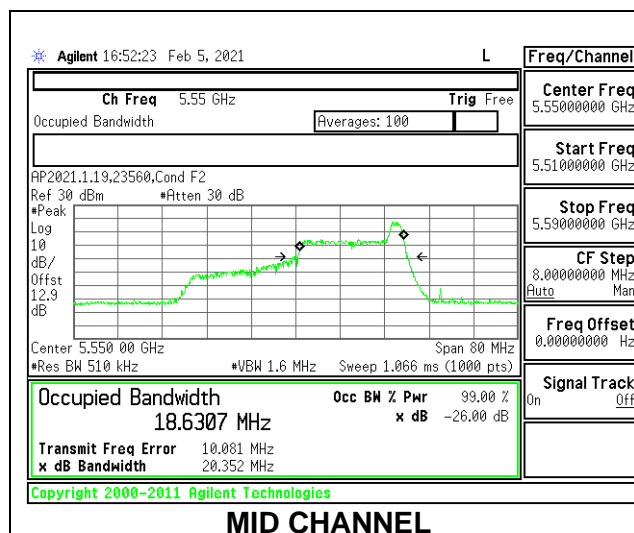 Agilent 16:52:23 Feb 5, 2021 L
Freq/Channel
Ch Freq 5.55 GHz Trig Free
Occupied Bandwidth Averages: 100
AP2021.1.19,23560,Cond F2
Ref 30 dBm #Atten 30 dB
#Peak
Log
10
dB/
Offst
12.9
dB
Center 5.550 00 GHz Span 80 MHz
#Res BW 510 kHz #VBW 1.6 MHz Sweep 1.066 ms (1000 pts)
Occupied Bandwidth Occ BW % Pwr 99.00 %
18.6307 MHz x dB -26.00 dB
Transmit Freq Error 10.081 MHz
x dB Bandwidth 20.352 MHz
Copyright 2000-2011 Agilent Technologies
Center Freq
5.55000000 GHz
Start Freq
5.51000000 GHz
Stop Freq
5.59000000 GHz
CF Step
8.00000000 MHz
Auto Man
Freq Offset
0.00000000 Hz
Signal Track
On Off
MID CHANNEL